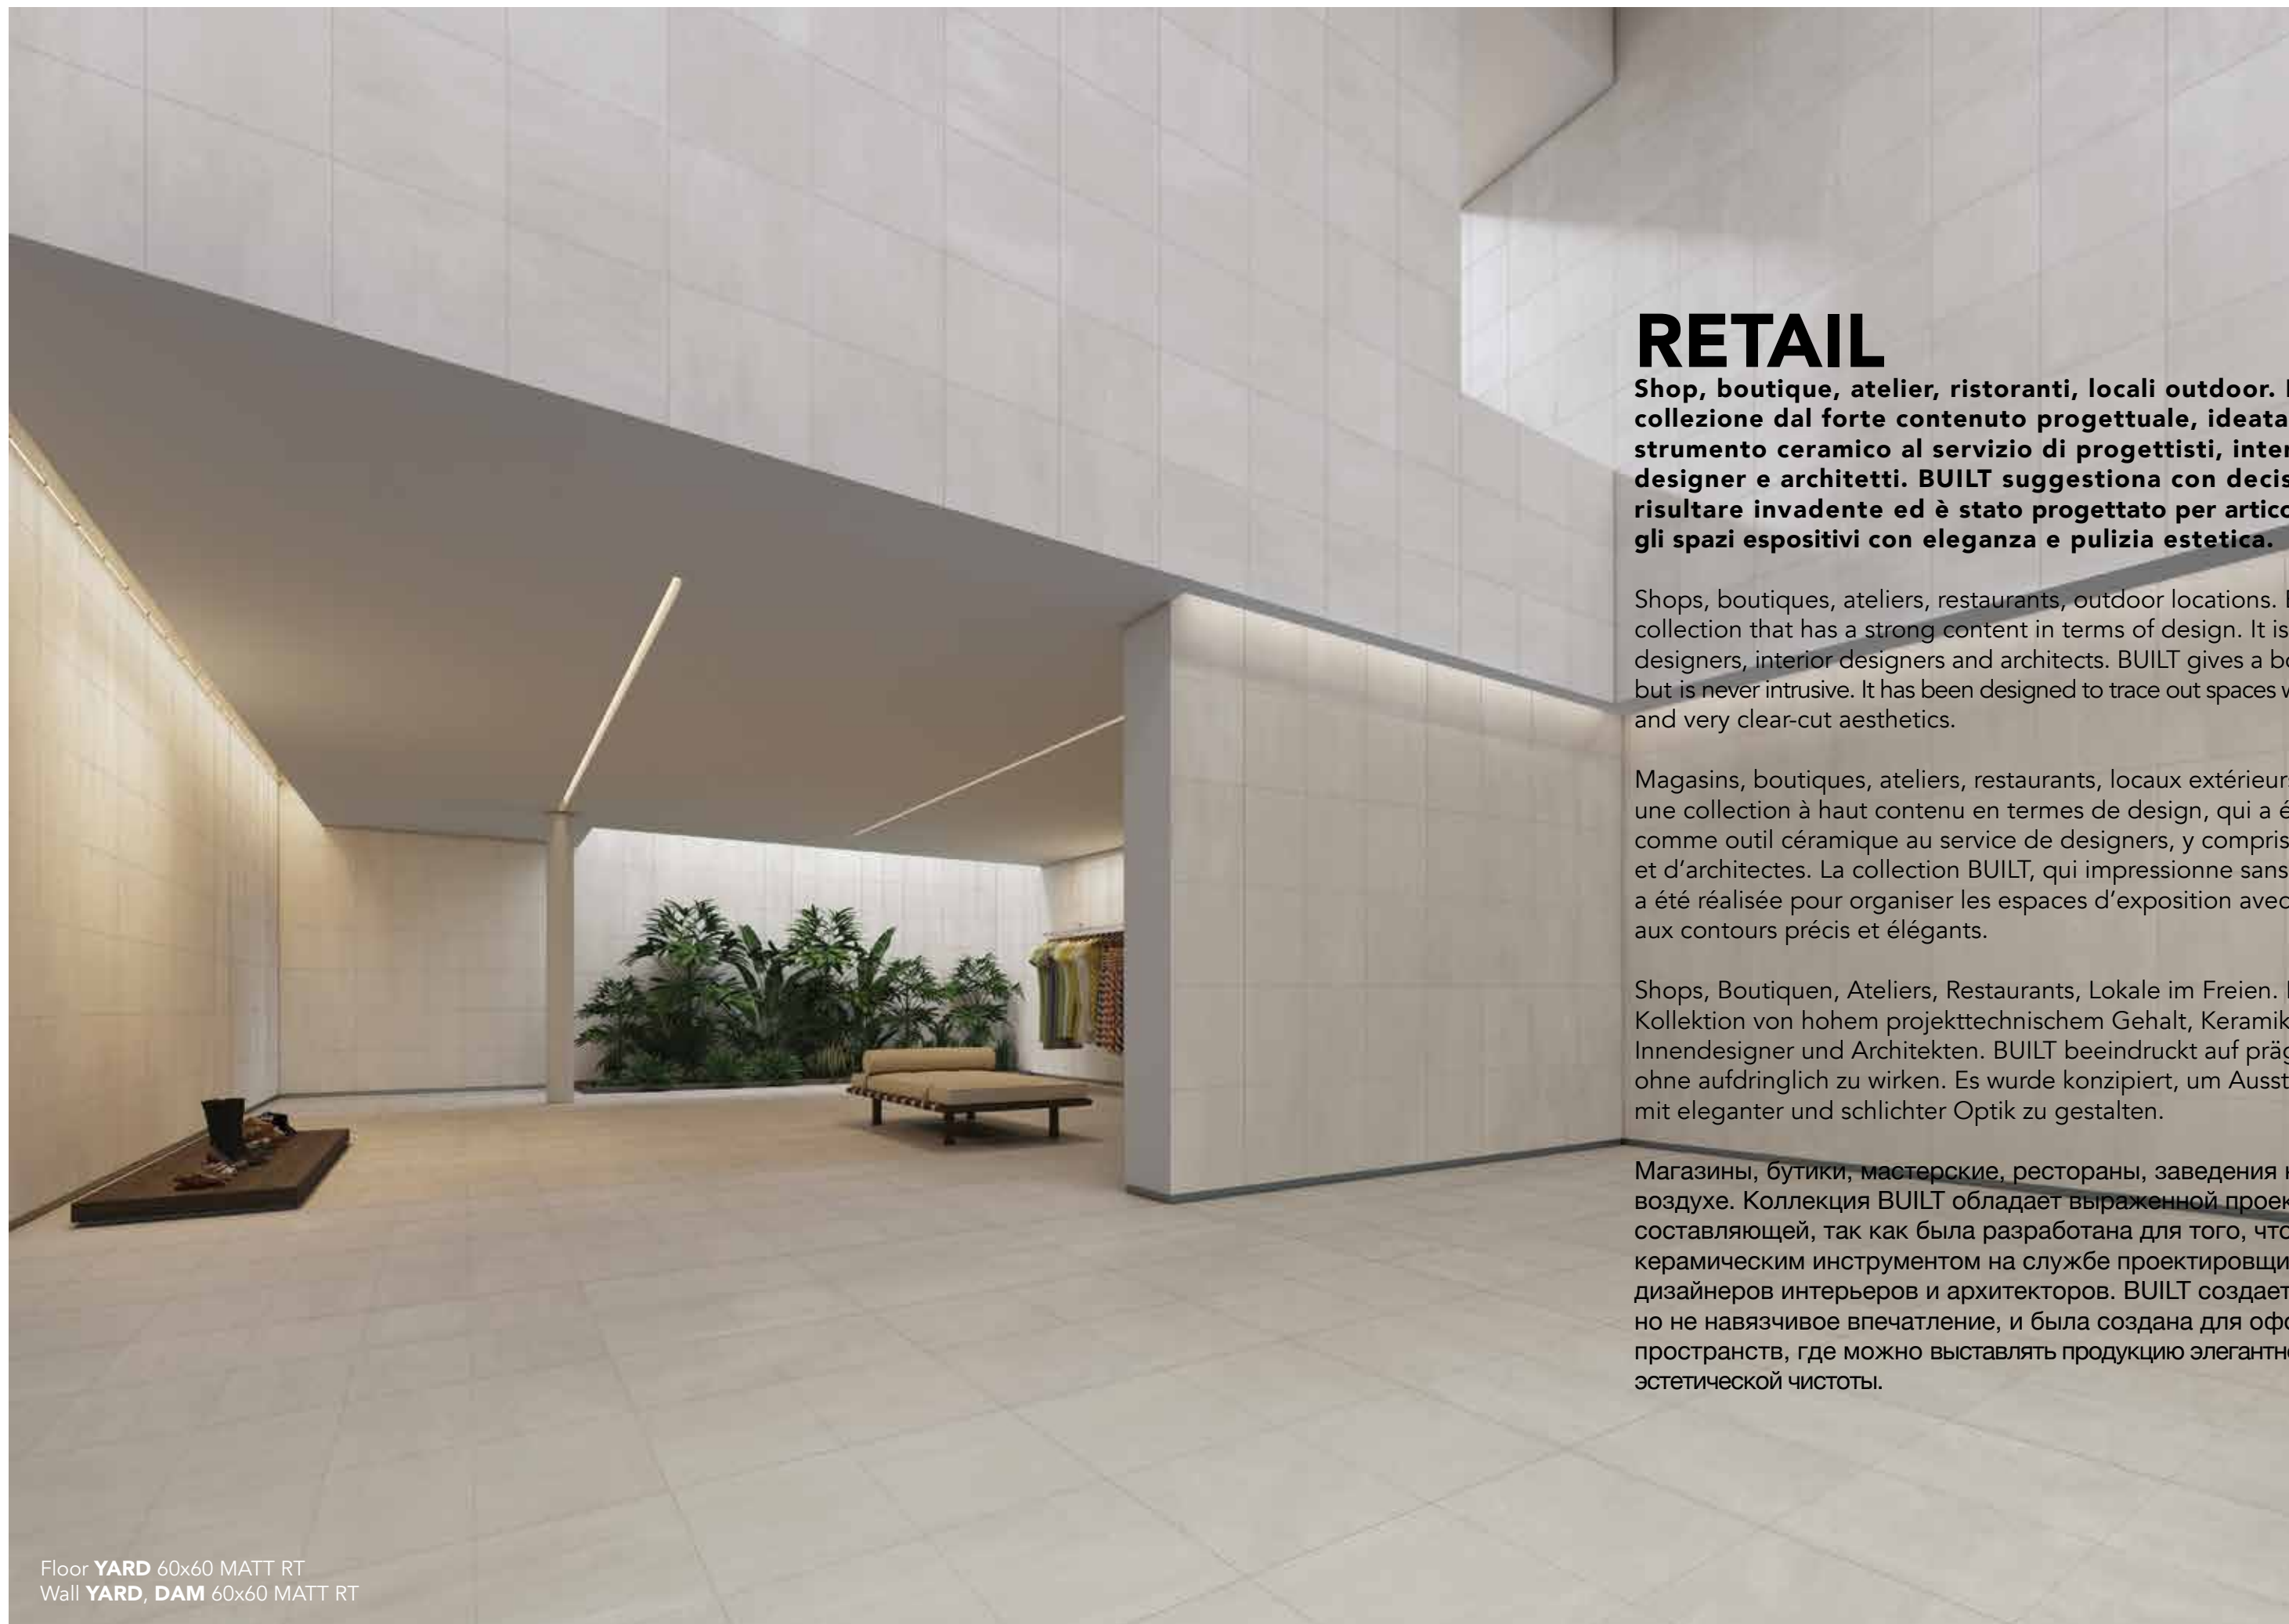 RETAIL
Shop, boutique, atelier, ristoranti, locali outdoor.
collezione dal forte contenuto progettuale, ideata
strumento ceramico al servizio di progettisti,
designer e architetti. BUILT suggestiona con
risultare invadente ed è stato progettato per
gli spazi espositivi con eleganza e pulizia estetica.
Shops, boutiques, ateliers, restaurants, outdoor locations.
collection that has a strong content in terms of design. It is
designers, interior designers and architects. BUILT gives a
but is never intrusive. It has been designed to trace out spaces
and very clear-cut aesthetics.
Magasins, boutiques, ateliers, restaurants, locaux
une collection à haut contenu en termes de design, qui a
comme outil céramique au service de designers, y compris
et d’architectes. La collection BUILT, qui impressionne sans
a été réalisée pour organiser les espaces d’exposition avec
aux contours précis et élégants.
Shops, Boutiquen, Ateliers, Restaurants, Lokale im Freien.
Kollektion von hohem projekttechnischem Gehalt,
Innendesigner und Architekten. BUILT beeindruckt auf
ohne aufdringlich zu wirken. Es wurde konzipiert, um
mit eleganter und schlichter Optik zu gestalten.
Магазины, бутики, мастерские, рестораны, заведения
воздухе. Коллекция BUILT обладает выраженной
составляющей, так как была разработана для того,
керамическим инструментом на службе
дизайнеров интерьеров и архитекторов. BUILT создает
но не навязчивое впечатление, и была создана для
пространств, где можно выставлять продукцию
эстетической чистоты.
Floor YARD 60x60 MATT RT
Wall YARD, DAM 60x60 MATT RT